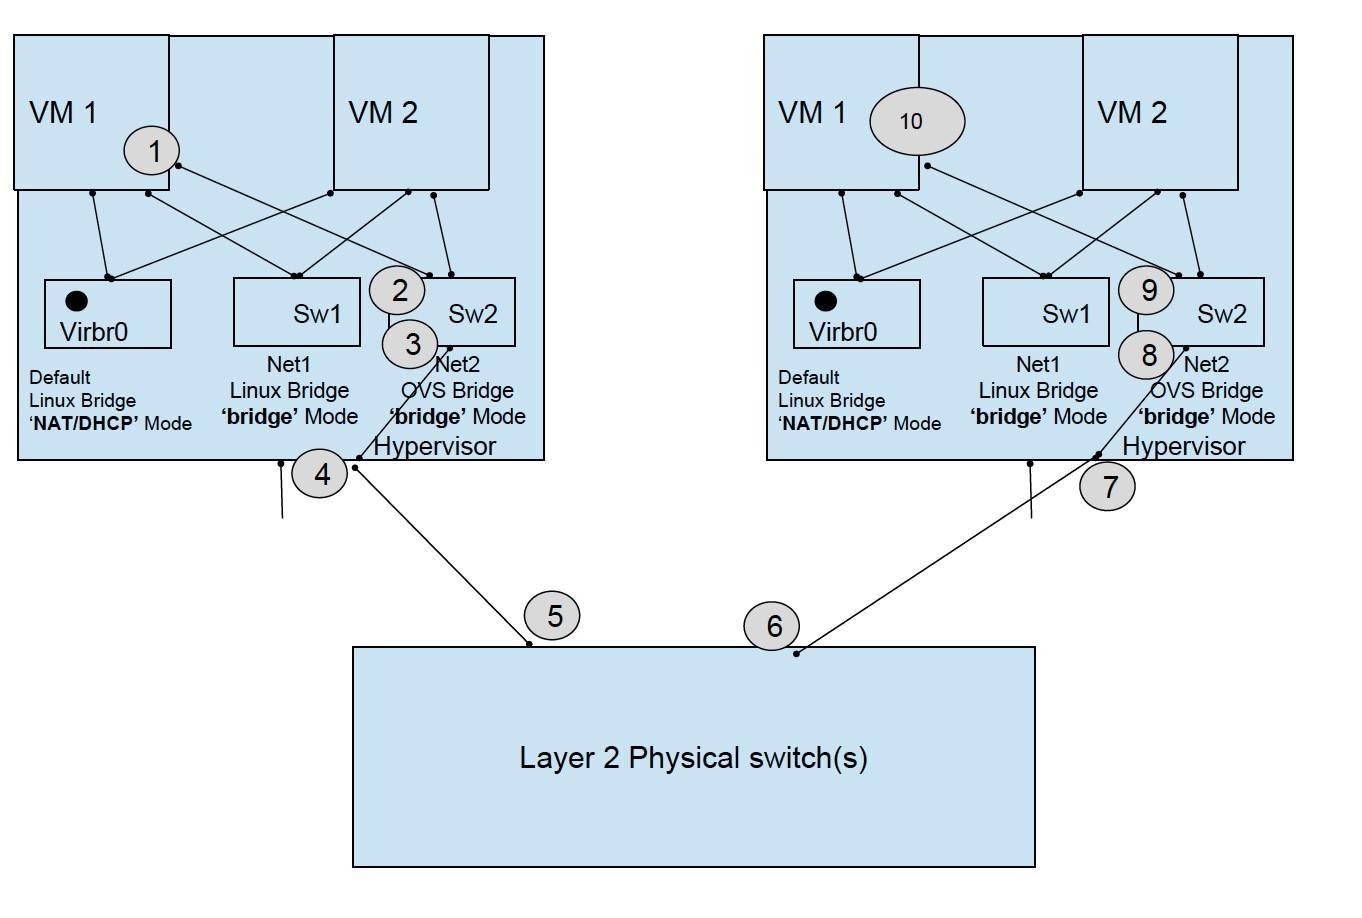 VM 1
VM 2
1
2
3
Virbr0
Sw1
Sw2
Default
Linux Bridge
‘NAT/DHCP’ Mode
Net1
Linux Bridge
‘bridge’ Mode
Net2
OVS Bridge
‘bridge’ Mode
Hypervisor
4
VM 1
10
VM 2
9
8
Virbr0
Sw1
Sw2
Default
Linux Bridge
‘NAT/DHCP’ Mode
Net1
Linux Bridge
‘bridge’ Mode
Net2
OVS Bridge
‘bridge’ Mode
Hypervisor
7
5
6
Layer 2 Physical switch(s)